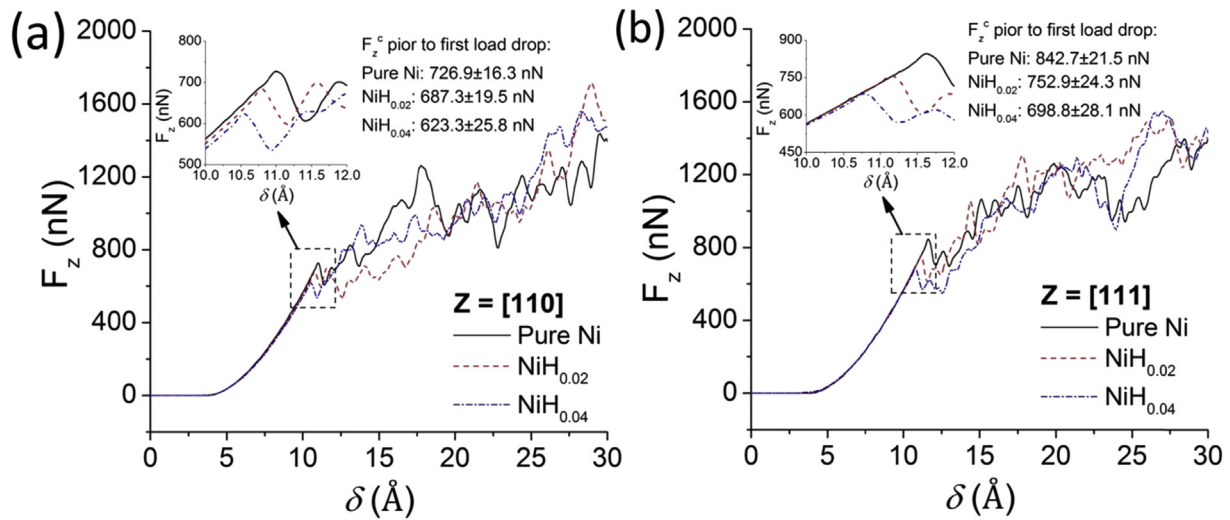 (a)
2000
1600
1200
800
400
0
F_z (nN)
0 5 10 15 20 25 30
δ (Å)
800
700
600
500
F_z (nN)
10.0 10.5 11.0 11.5 12.0
δ (Å)
F_z^c pior to first load drop:
Pure Ni: 726.9±16.3 nN
NiH_0.02: 687.3±19.5 nN
NiH_0.04: 623.3±25.8 nN
Z = [110]
Pure Ni
NiH_0.02
NiH_0.04
(b)
2000
1600
1200
800
400
0
F_z (nN)
0 5 10 15 20 25 30
δ (Å)
900
750
600
450
F_z (nN)
10.0 10.5 11.0 11.5 12.0
δ (Å)
F_z^c pior to first load drop:
Pure Ni: 842.7±21.5 nN
NiH_0.02: 752.9±24.3 nN
NiH_0.04: 698.8±28.1 nN
Z = [111]
Pure Ni
NiH_0.02
NiH_0.04